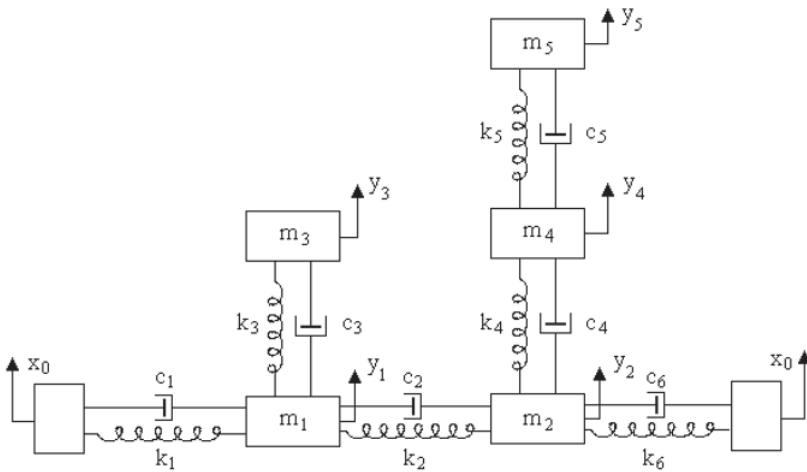 y₅
m₅
k₅
c₅
y₃
y₄
m₃
m₄
k₃
c₃
k₄
c₄
x₀
c₁
y₁
c₂
y₂
c₆
x₀
m₁
m₂
k₁
k₂
k₆